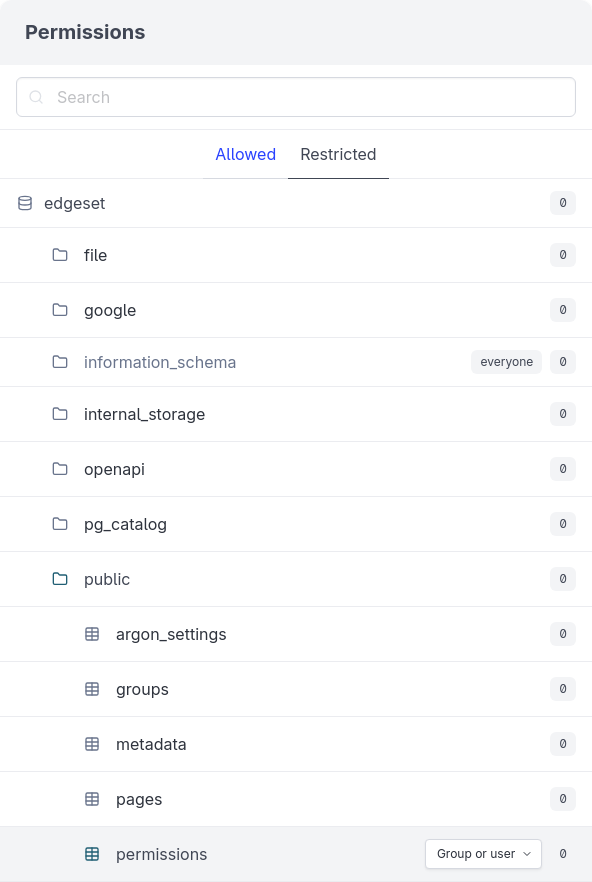 Permissions
Search
Allowed Restricted
edgeset 0
file 0
google 0
information_schema everyone 0
internal_storage 0
openapi 0
pg_catalog 0
public 0
argon_settings 0
groups 0
metadata 0
pages 0
permissions Group or user 0